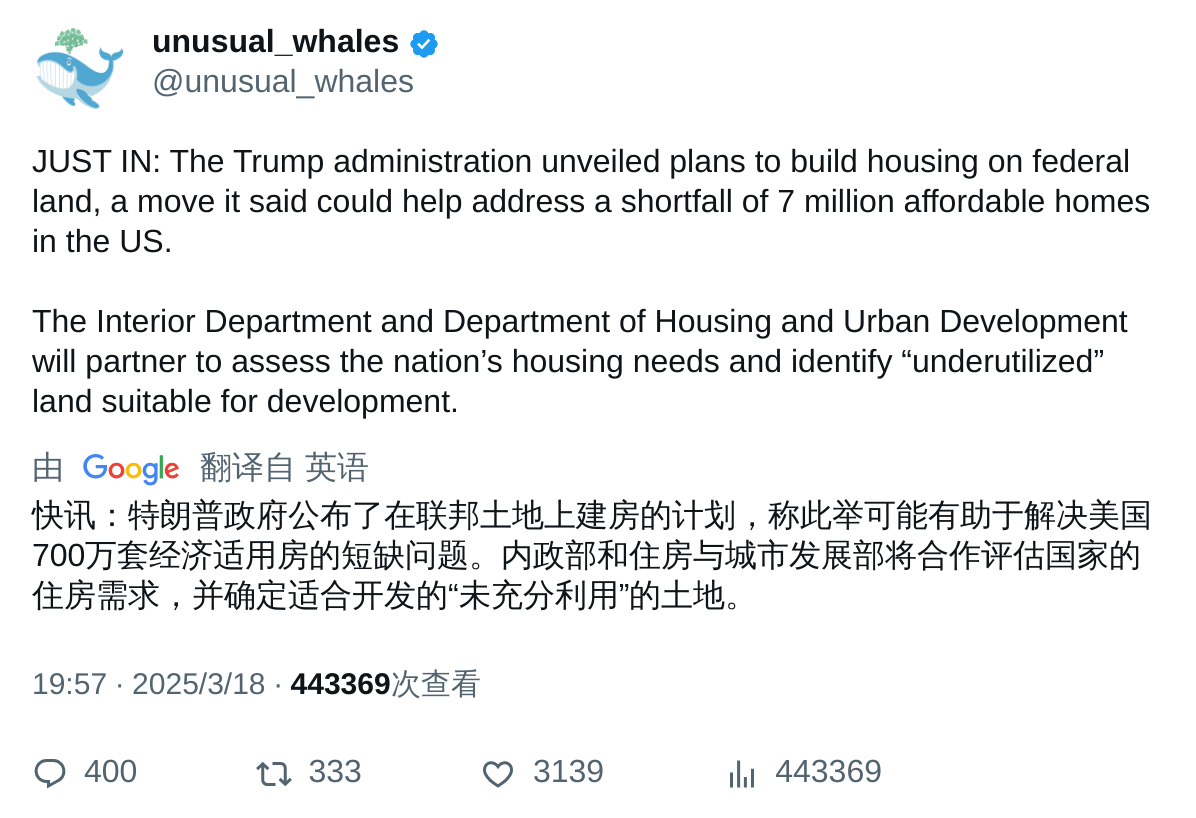 unusual_whales
@unusual_whales
JUST IN: The Trump administration unveiled plans to build housing on federal
land, a move it said could help address a shortfall of 7 million affordable homes
in the US.
The Interior Department and Department of Housing and Urban Development
will partner to assess the nation’s housing needs and identify “underutilized”
land suitable for development.
由 Google 翻译自 英语
快讯：特朗普政府公布了在联邦土地上建房的计划，称此举可能有助于解决美国
700万套经济适用房的短缺问题。内政部和住房与城市发展部将合作评估国家的
住房需求，并确定适合开发的“未充分利用”的土地。
19:57 · 2025/3/18 · 443369次查看
400 333 3139 443369